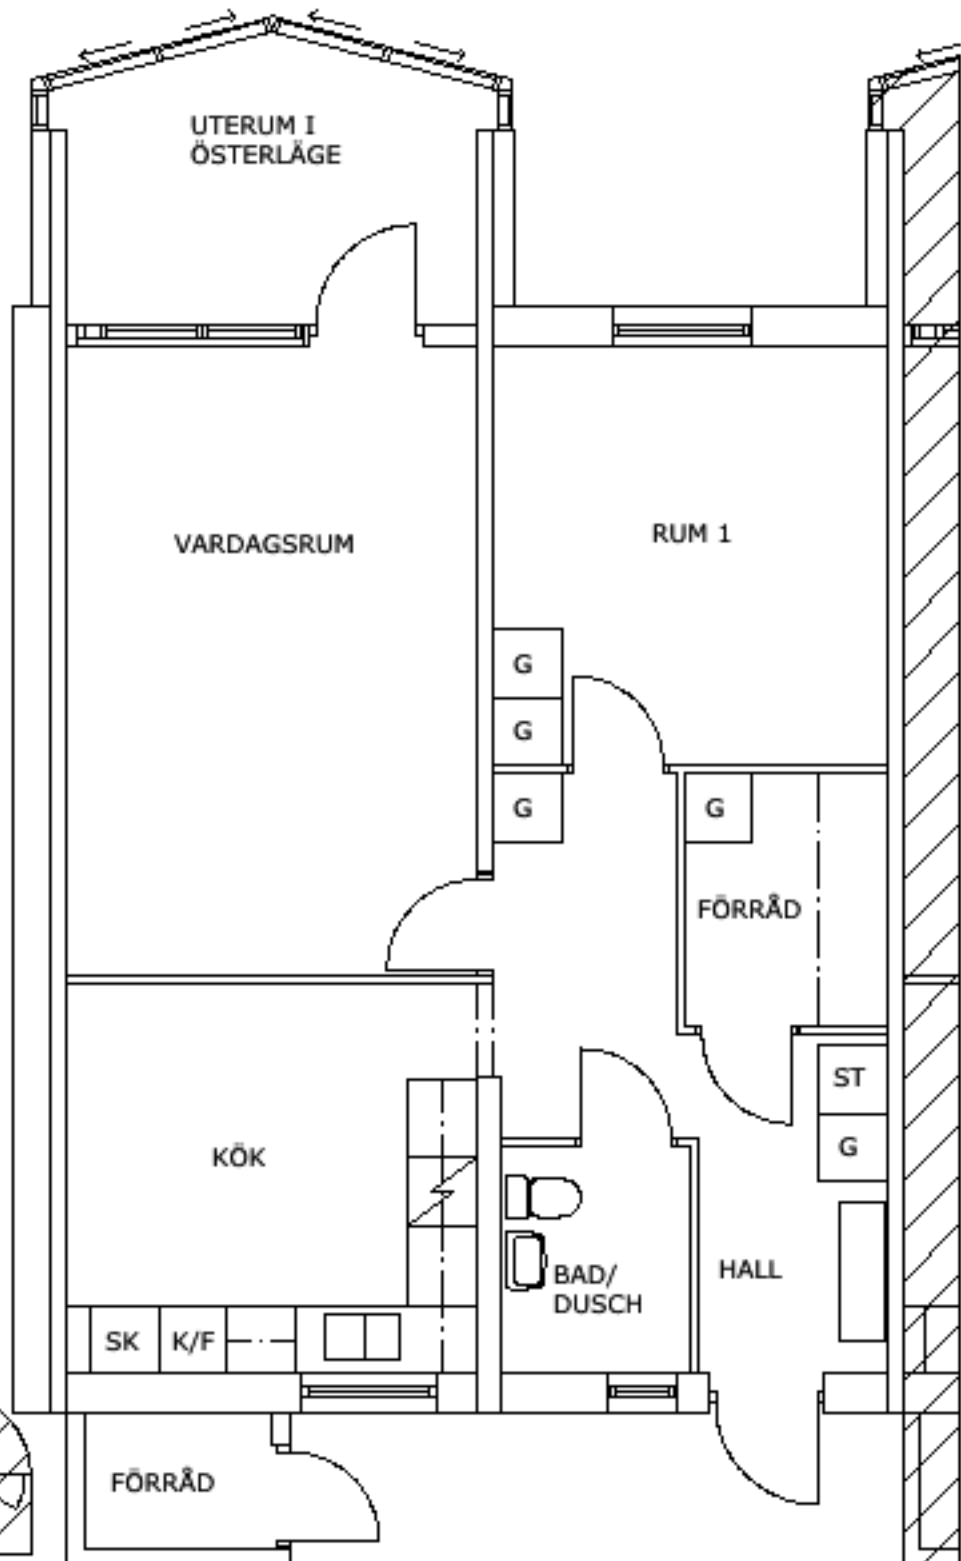 UTERUM I
ÖSTERLÄGE
VARDAGSRUM
RUM 1
G
G
G
G
FÖRRÅD
ST
G
KÖK
HALL
BAD/
DUSCH
SK
K/F
FÖRRÅD